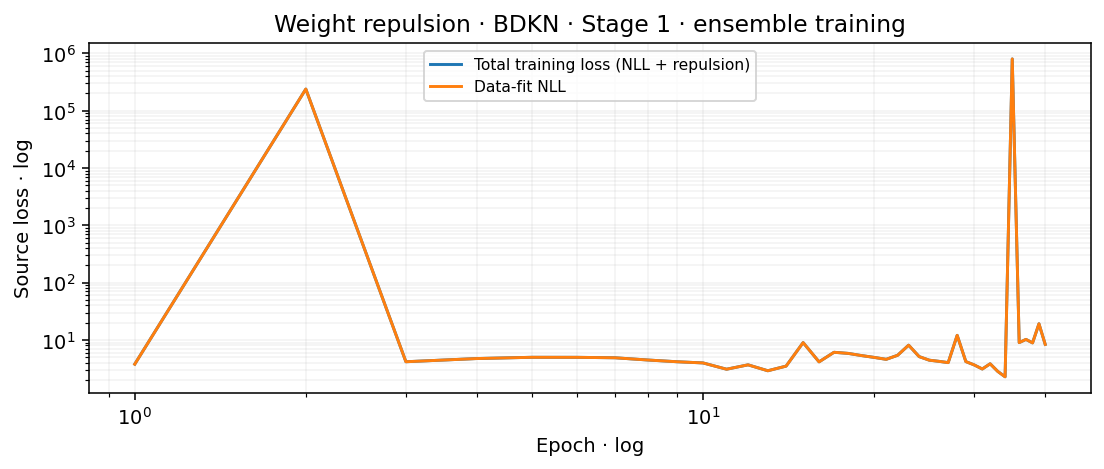 Weight repulsion · BDKN · Stage 1 · ensemble training
Total training loss (NLL + repulsion)
Data-fit NLL
Source loss · log
10⁶
10⁵
10⁴
10³
10²
10¹
10⁰ 10¹
Epoch · log